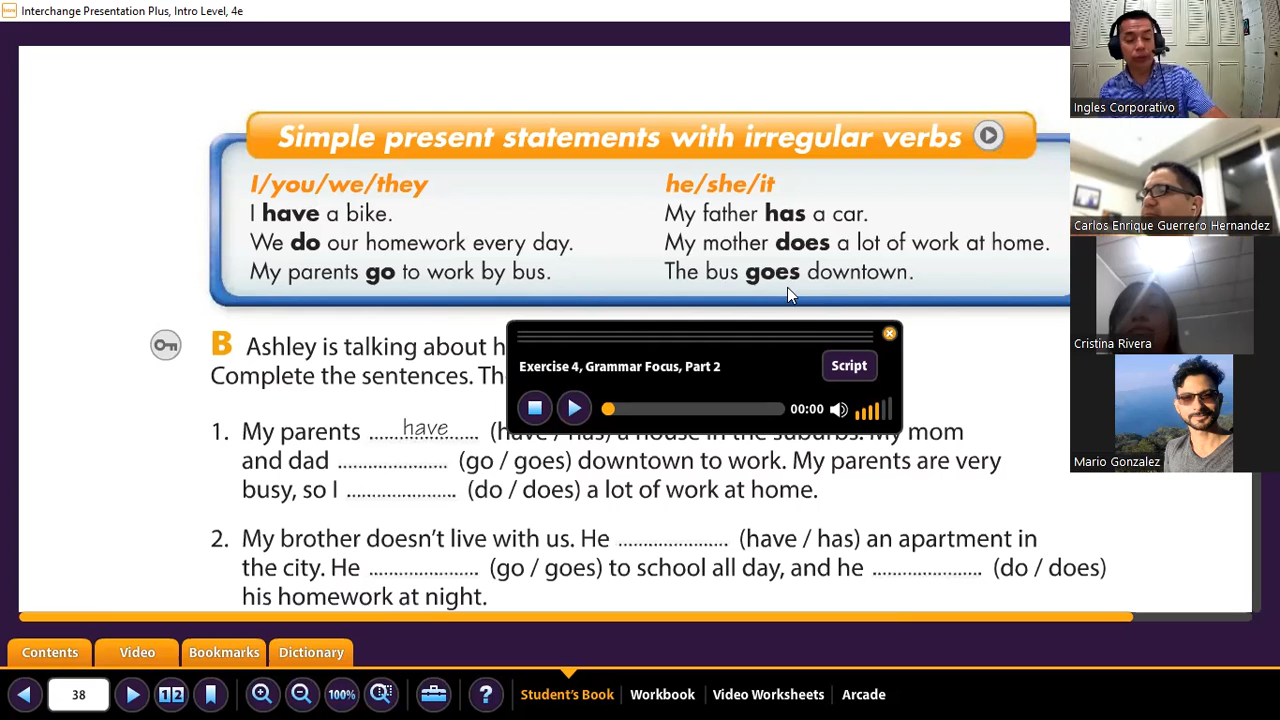 Interchange Presentation Plus, Intro Level, 4e
Simple present statements with irregular verbs
I/you/we/they
he/she/it
I have a bike.
My father has a car.
We do our homework every day.
My mother does a lot of work at home.
My parents go to work by bus.
The bus goes downtown.
B Ashley is talking about h
Complete the sentences. Th
Exercise 4, Grammar Focus, Part 2
Script
00:00
1. My parents ....have.... (have / has) a house in the suburbs. My mom
and dad .................... (go / goes) downtown to work. My parents are very
busy, so I .................... (do / does) a lot of work at home.
2. My brother doesn't live with us. He .................... (have / has) an apartment in
the city. He .................... (go / goes) to school all day, and he .................... (do / does)
his homework at night.
Ingles Corporativo
Carlos Enrique Guerrero Hernandez
Cristina Rivera
Mario Gonzalez
Contents
Video
Bookmarks
Dictionary
38
1 2
100%
?
Student's Book
Workbook
Video Worksheets
Arcade